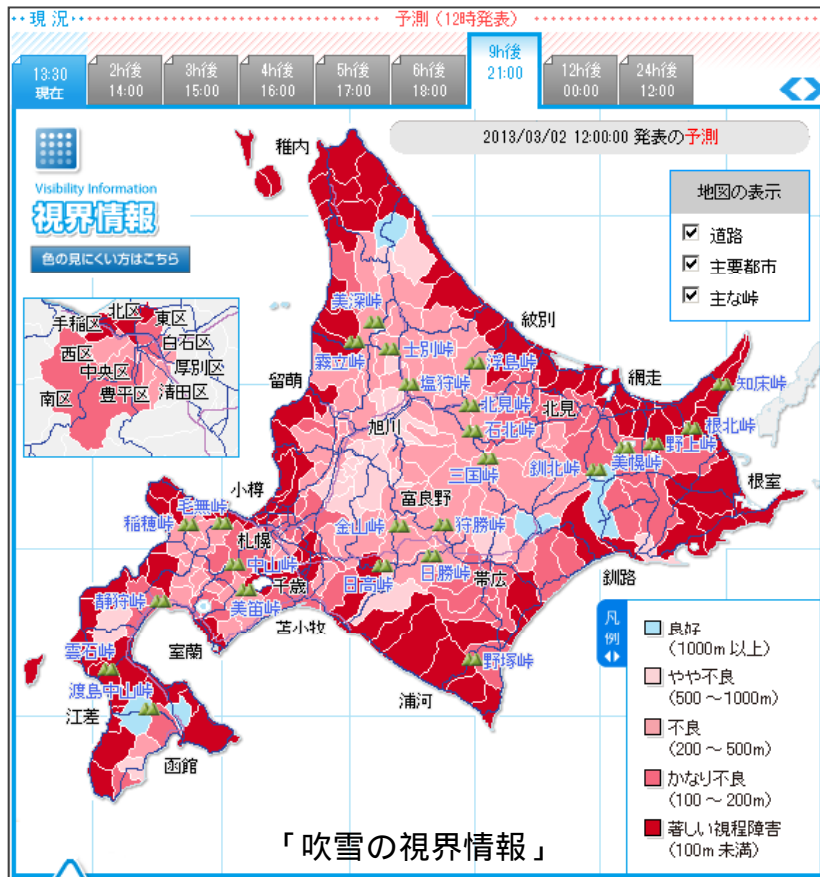 現 況
予測（12時発表）
13:30
現在
2h後
14:00
3h後
15:00
4h後
16:00
5h後
17:00
6h後
18:00
9h後
21:00
12h後
00:00
24h後
12:00
2013/03/02 12:00:00 発表の予測
Visibility Information
視界情報
色の見にくい方はこちら
地図の表示
道路
主要都市
主な峠
稚内
北区
東区
手稲区
白石区
西区
中央区
厚別区
南区
豊平区
清田区
美深峠
紋別
霧立峠
士別峠
浮島峠
留萌
塩狩峠
網走
知床峠
北見峠
北見
根北峠
旭川
石北峠
野上峠
美幌峠
三国峠
釧北峠
根室
小樽
毛無峠
富良野
稲穂峠
札幌
金山峠
狩勝峠
中山峠
日勝峠
千歳
日高峠
帯広
釧路
静狩峠
美笛峠
苫小牧
雲石峠
室蘭
野塚峠
渡島中山峠
浦河
江差
函館
凡例
良好
（1000m 以上）
やや不良
（500 ～ 1000m）
不良
（200 ～ 500m）
かなり不良
（100 ～ 200m）
著しい視程障害
（100m 未満）
「吹雪の視界情報」